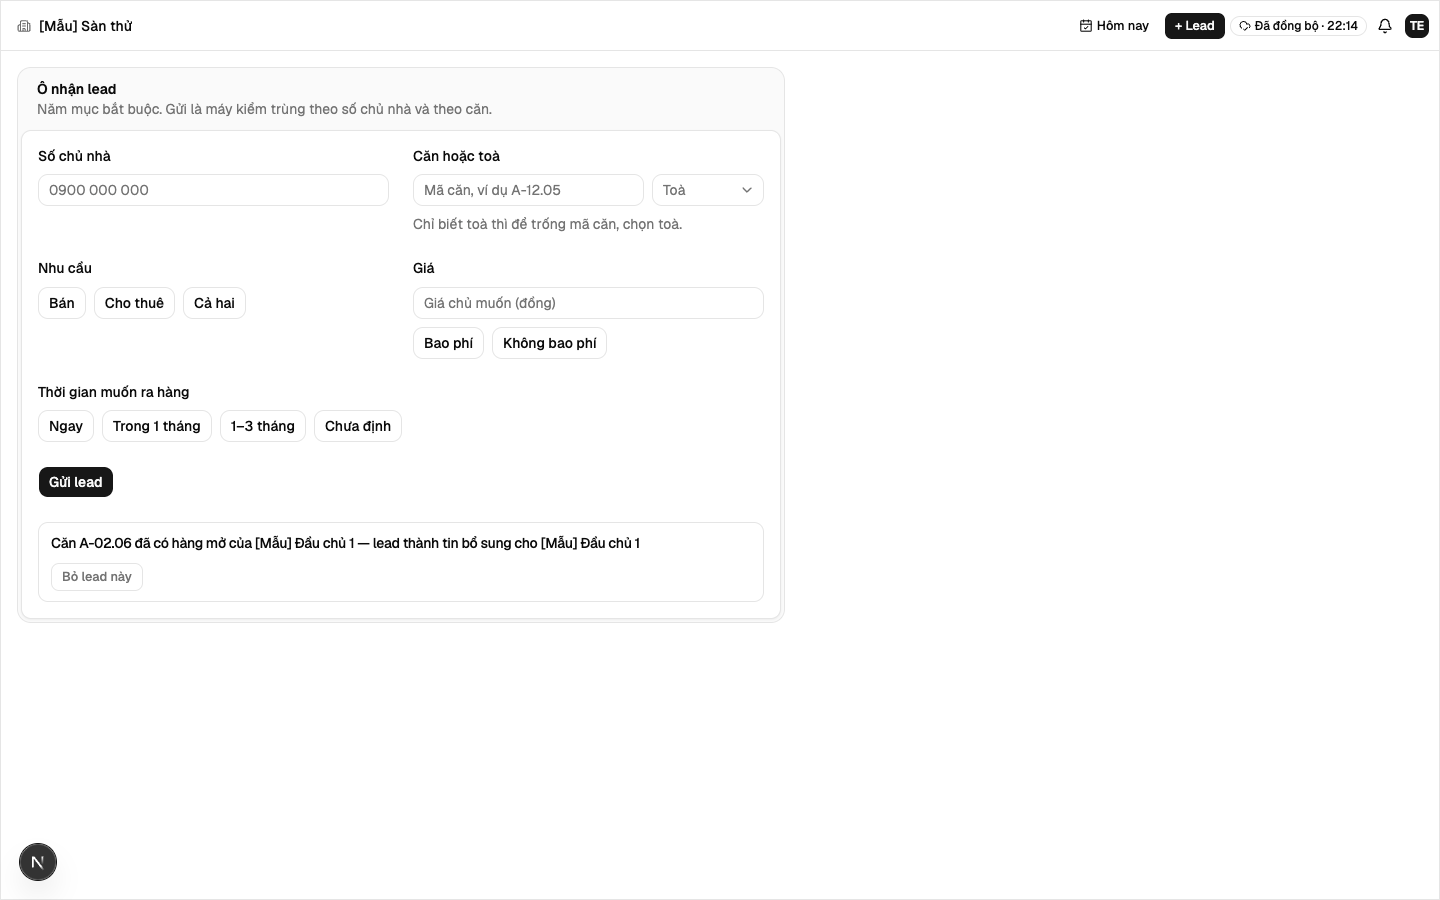 [Mẫu] Sàn thử
Hôm nay
+ Lead
Đã đồng bộ · 22:14
TE
Ô nhận lead
Năm mục bắt buộc. Gửi là máy kiểm trùng theo số chủ nhà và theo căn.
Số chủ nhà
Căn hoặc toà
0900 000 000
Mã căn, ví dụ A-12.05
Toà
Chỉ biết toà thì để trống mã căn, chọn toà.
Nhu cầu
Giá
Bán
Cho thuê
Cả hai
Giá chủ muốn (đồng)
Bao phí
Không bao phí
Thời gian muốn ra hàng
Ngay
Trong 1 tháng
1–3 tháng
Chưa định
Gửi lead
Căn A-02.06 đã có hàng mở của [Mẫu] Đầu chủ 1 — lead thành tin bổ sung cho [Mẫu] Đầu chủ 1
Bỏ lead này
N